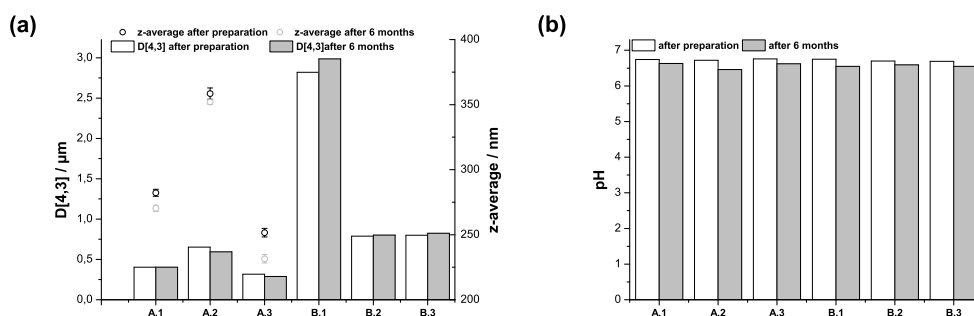 (a)
z-average after preparation
z-average after 6 months
D[4,3] after preparation
D[4,3]after 6 months
D[4,3] / µm
3,0
2,5
2,0
1,5
1,0
0,5
0,0
A.1 A.2 A.3 B.1 B.2 B.3
400
350
300
250
200
z-average / nm
(b)
after preparation
after 6 months
pH
7
6
5
4
3
2
1
0
A.1 A.2 A.3 B.1 B.2 B.3